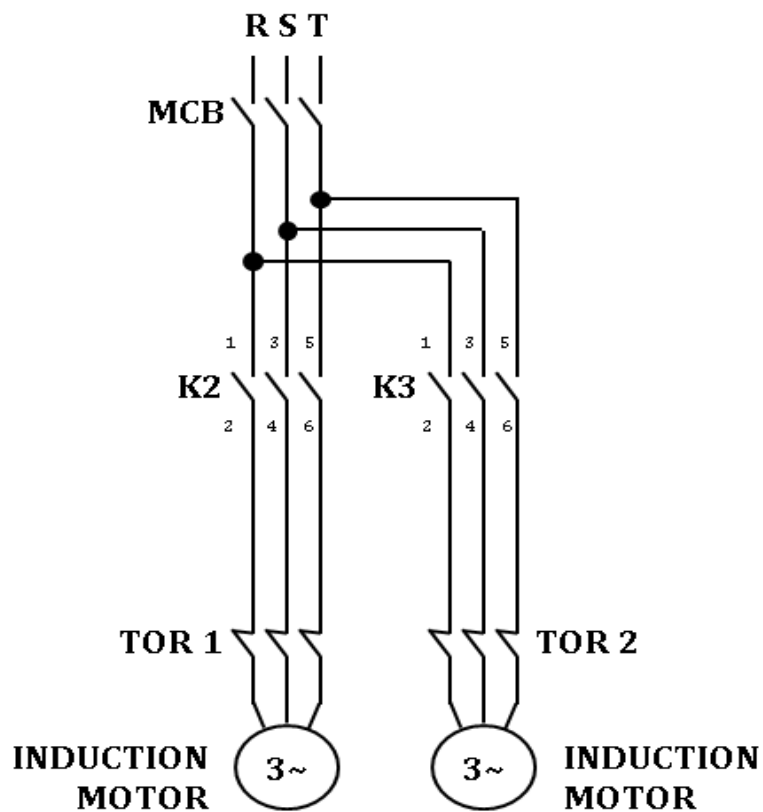 R S T
MCB
1 3 5
1 3 5
K2
K3
2 4 6
2 4 6
TOR 1
TOR 2
3~
3~
INDUCTION
MOTOR
INDUCTION
MOTOR